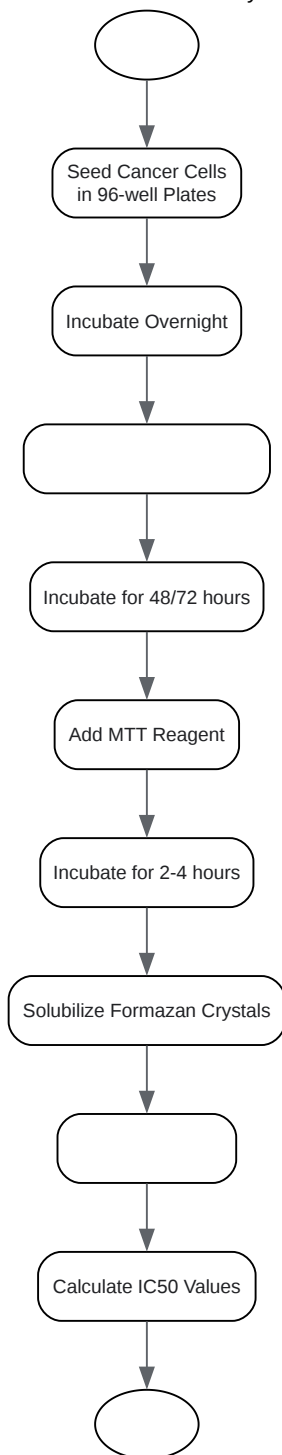 Seed Cancer Cells
in 96-well Plates
Incubate Overnight
Incubate for 48/72 hours
Add MTT Reagent
Incubate for 2-4 hours
Solubilize Formazan Crystals
Calculate IC50 Values